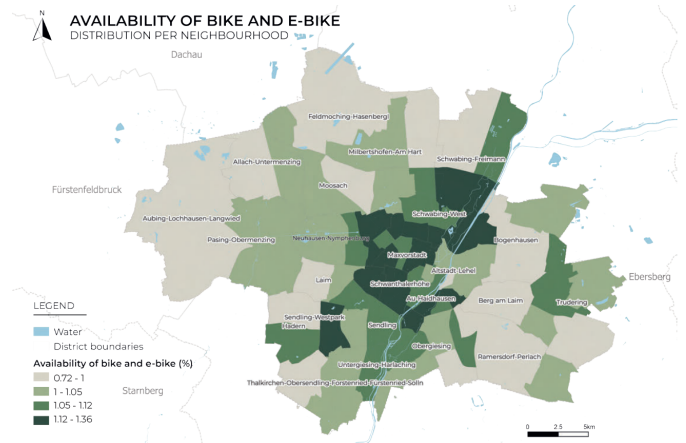 N
AVAILABILITY OF BIKE AND E-BIKE
DISTRIBUTION PER NEIGHBOURHOOD
Dachau
Feldmoching-Hasenbergl
Milbertshofen-Am Hart
Allach-Untermenzing
Schwabing-Freimann
Moosach
Fürstenfeldbruck
Aubing-Lochhausen-Langwied
Schwabing-West
Pasing-Obermenzing
Neuhausen-Nymphenburg
Bogenhausen
Maxvorstadt
Altstadt-Lehel
Laim
Schwanthalerhöhe
Ebersberg
Au-Haidhausen
Berg am Laim
Trudering
LEGEND
Sendling-Westpark
Hadern
Sendling
Water
District boundaries
Obergiesing
Ramersdorf-Perlach
Availability of bike and e-bike (%)
Untergiesing-Harlaching
0.72 - 1
Thalkirchen-Obersendling-Forstenried-Fürstenried-Solln
1 - 1.05
Starnberg
1.05 - 1.12
1.12 - 1.36
0 2.5 5km